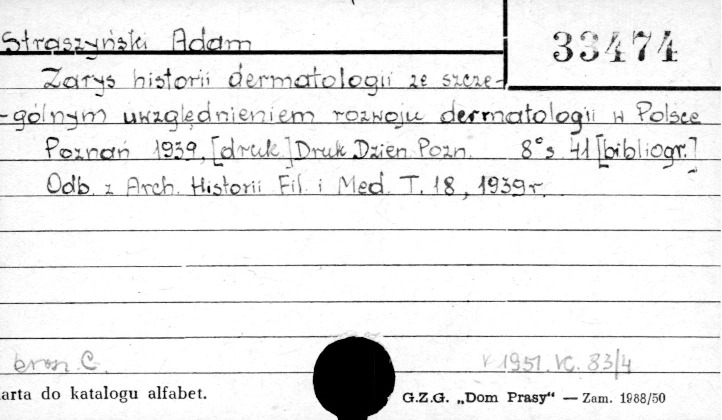 Straszyński Adam
33474
Zarys historii dermatologii ze szcze-
-gólnym uwzględnieniem rozwoju dermatologii w Polsce
Poznań 1939. [druk] Druk Dzien. Pozn. 8° s 41 [bibliogr.]
Odb. z Arch. Historii Fil. i Med. T. 18, 1939 r.
brosz. C.
V 1951. VC. 83/4
arta do katalogu alfabet.
G.Z.G. „Dom Prasy" — Zam. 1988/50